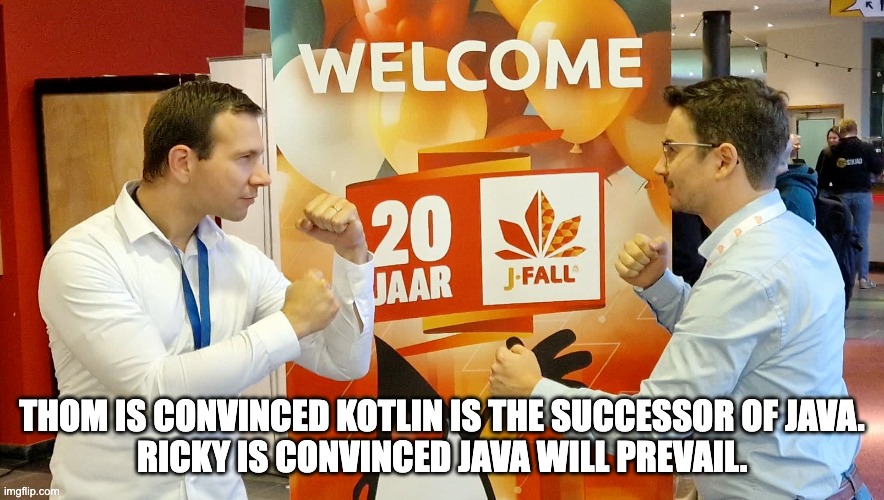 WELCOME
20
JAAR
J-FALL
THOM IS CONVINCED KOTLIN IS THE SUCCESSOR OF JAVA.
RICKY IS CONVINCED JAVA WILL PREVAIL.
imgflip.com